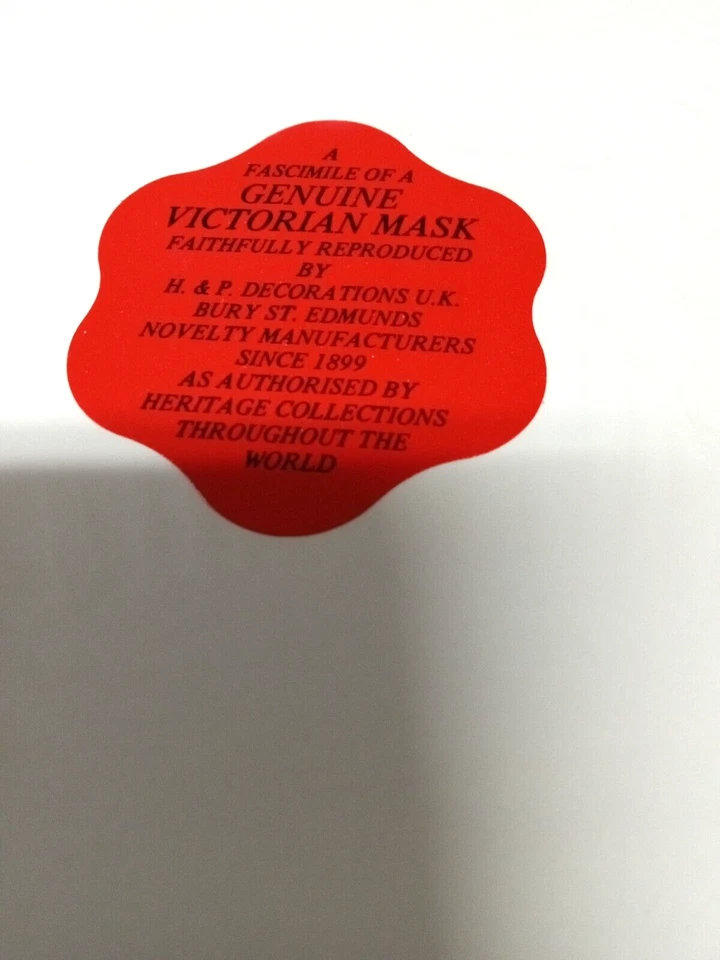 A
FASCIMILE OF A
GENUINE
VICTORIAN MASK
FAITHFULLY REPRODUCED
BY
H. & P. DECORATIONS U.K.
BURY ST. EDMUNDS
NOVELTY MANUFACTURERS
SINCE 1899
AS AUTHORISED BY
HERITAGE COLLECTIONS
THROUGHOUT THE
WORLD